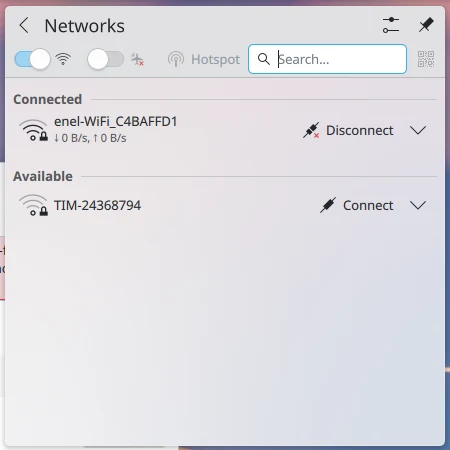 Networks
Hotspot
Search...
Connected
enel-WiFi_C4BAFFD1
↓ 0 B/s, ↑ 0 B/s
Disconnect
Available
TIM-24368794
Connect